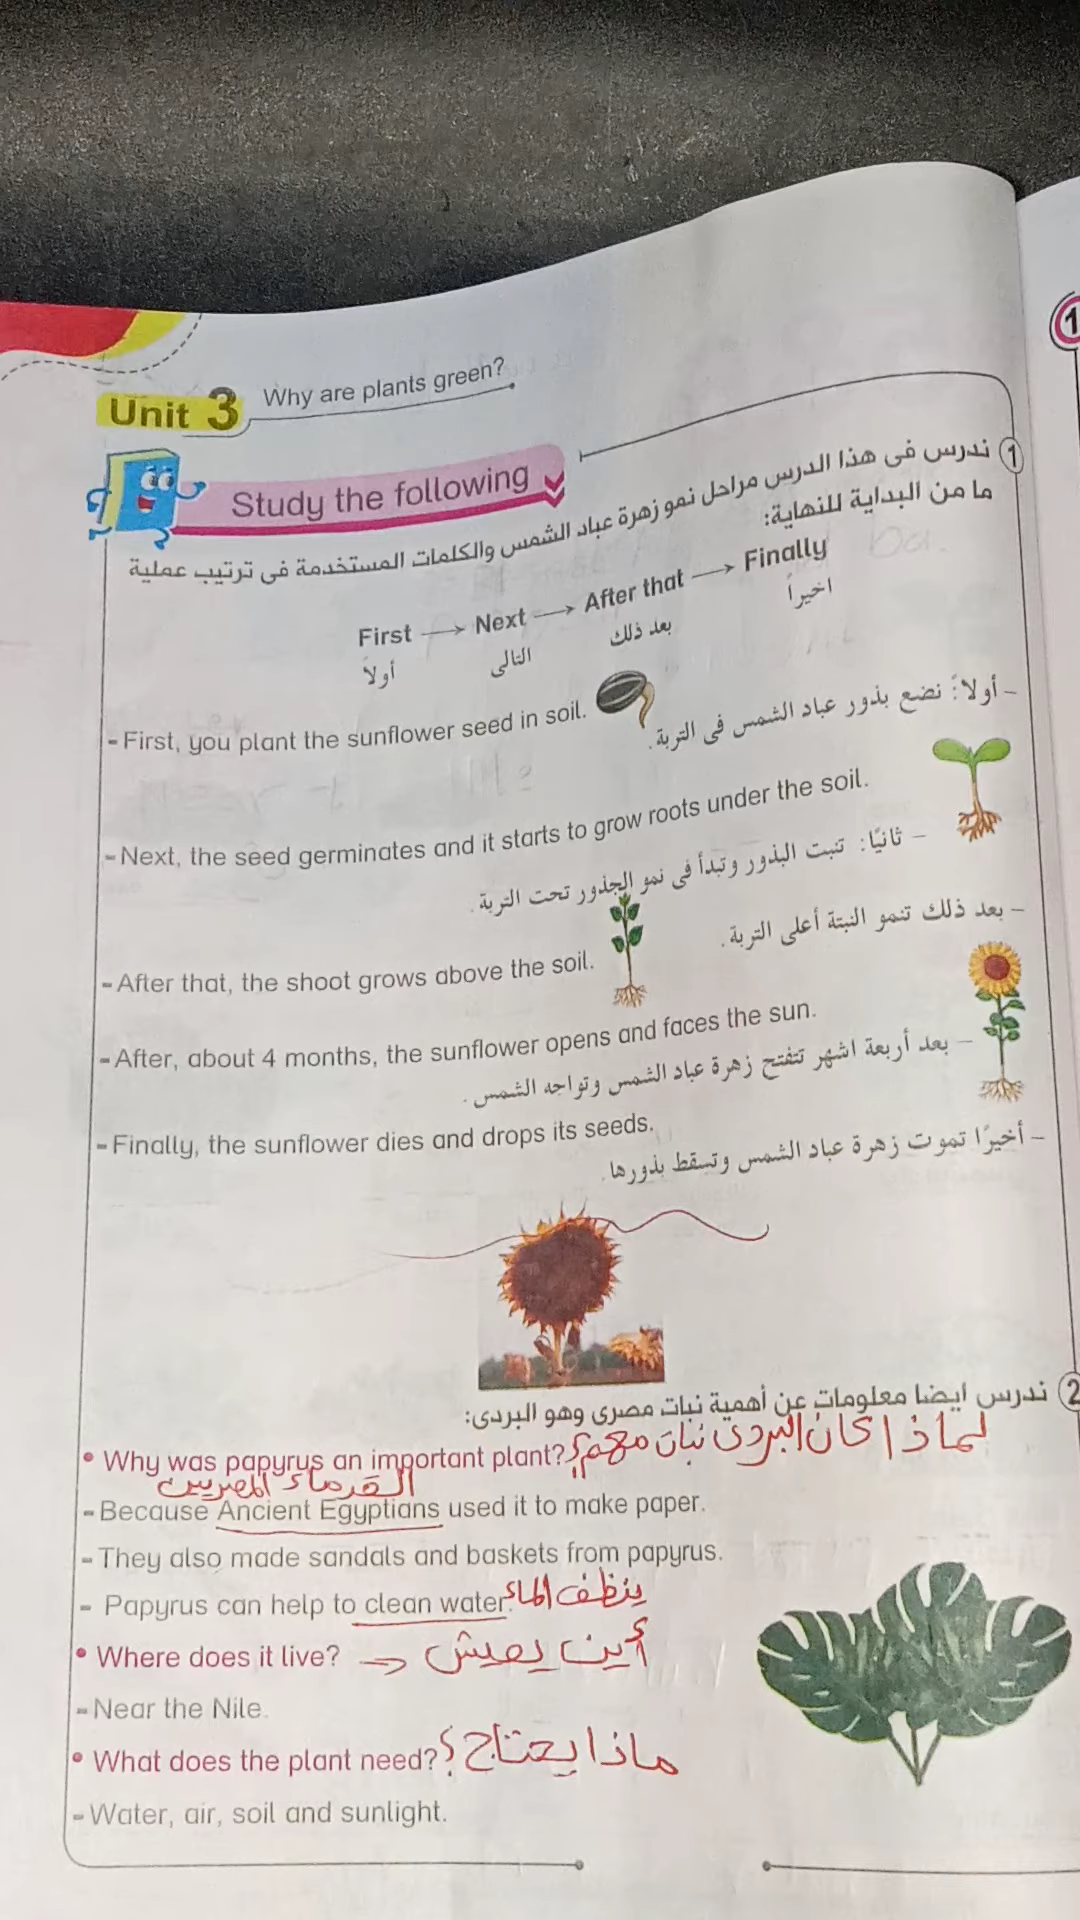 Unit 3 Why are plants green?
Study the following
1 ندرس فى هذا الدرس مراحل نمو زهرة عباد الشمس والكلمات المستخدمة فى ترتيب عملية
ما من البداية للنهاية:
First → Next → After that → Finally
أولاً التالى بعد ذلك اخيراً
- First, you plant the sunflower seed in soil.
- أولاً: نضع بذور عباد الشمس فى التربة.
- Next, the seed germinates and it starts to grow roots under the soil.
- ثانيًا: تنبت البذور وتبدأ فى نمو الجذور تحت التربة.
- بعد ذلك تنمو النبتة أعلى التربة.
- After that, the shoot grows above the soil.
- After, about 4 months, the sunflower opens and faces the sun.
- بعد أربعة اشهر تتفتح زهرة عباد الشمس وتواجه الشمس.
- Finally, the sunflower dies and drops its seeds.
- أخيرًا تموت زهرة عباد الشمس وتسقط بذورها.
2 ندرس ايضا معلومات عن أهمية نبات مصرى وهو البردى:
• Why was papyrus an important plant? لماذا كان البردى نبات مهم؟
القدماء المصريين
- Because Ancient Egyptians used it to make paper.
- They also made sandals and baskets from papyrus.
- Papyrus can help to clean water. ينظف الماء
• Where does it live? → أين يعيش
- Near the Nile.
• What does the plant need? ماذا يحتاج؟
- Water, air, soil and sunlight.
1